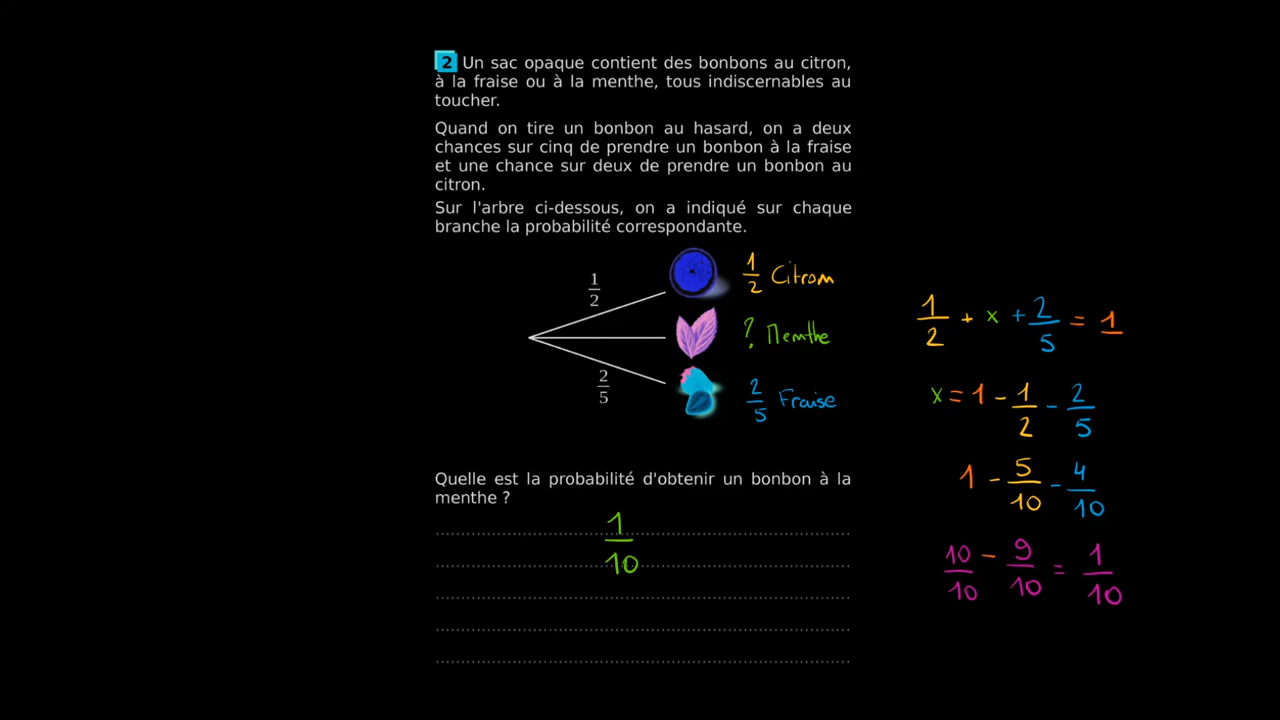 2 Un sac opaque contient des bonbons au citron,
à la fraise ou à la menthe, tous indiscernables au
toucher.
Quand on tire un bonbon au hasard, on a deux
chances sur cinq de prendre un bonbon à la fraise
et une chance sur deux de prendre un bonbon au
citron.
Sur l'arbre ci-dessous, on a indiqué sur chaque
branche la probabilité correspondante.
1/2
2/5
1/2 Citron
? Menthe
2/5 Fraise
Quelle est la probabilité d'obtenir un bonbon à la
menthe ?
1/10
1/2 + x + 2/5 = 1
x = 1 - 1/2 - 2/5
1 - 5/10 - 4/10
10/10 - 9/10 = 1/10